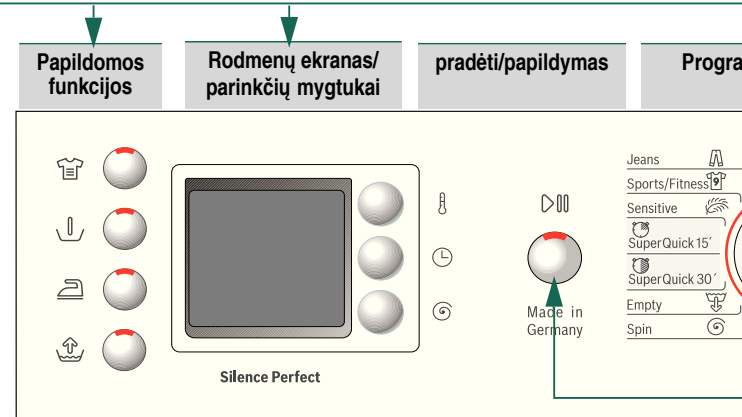 Papildomos
funkcijos
Rodmenų ekranas/
parinkčių mygtukai
pradėti/papildymas
Progra
Jeans
Sports/Fitness
9
Sensitive
SuperQuick 15′
SuperQuick 30′
Empty
Spin
Made in
Germany
Silence Perfect